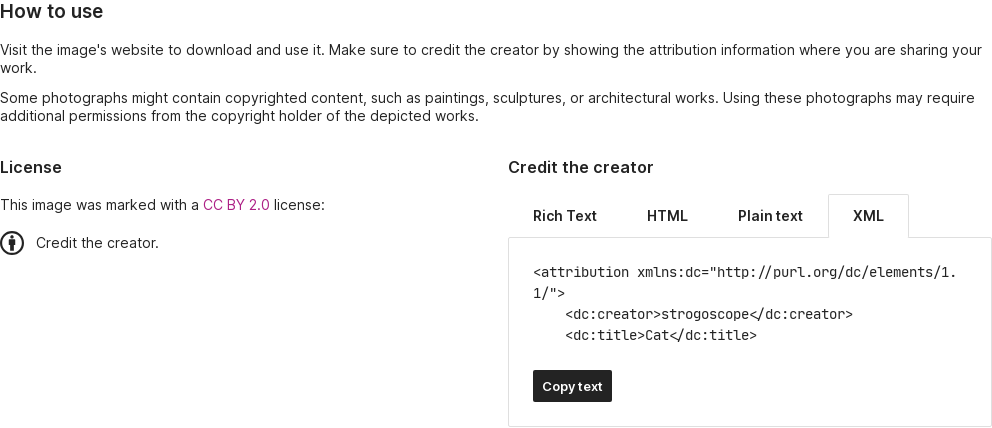 How to use
Visit the image's website to download and use it. Make sure to credit the creator by showing the attribution information where you are sharing your
work.
Some photographs might contain copyrighted content, such as paintings, sculptures, or architectural works. Using these photographs may require
additional permissions from the copyright holder of the depicted works.
License
This image was marked with a CC BY 2.0 license:
Credit the creator.
Credit the creator
Rich Text HTML Plain text XML
<attribution xmlns:dc="http://purl.org/dc/elements/1.
1/">
    <dc:creator>strogoscope</dc:creator>
    <dc:title>Cat</dc:title>
Copy text